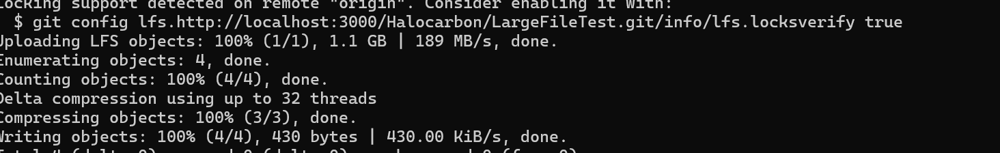 Locking support detected on remote "origin". Consider enabling it with:
$ git config lfs.http://localhost:3000/Halocarbon/LargeFileTest.git/info/lfs.locksverify true
Uploading LFS objects: 100% (1/1), 1.1 GB | 189 MB/s, done.
Enumerating objects: 4, done.
Counting objects: 100% (4/4), done.
Delta compression using up to 32 threads
Compressing objects: 100% (3/3), done.
Writing objects: 100% (4/4), 430 bytes | 430.00 KiB/s, done.